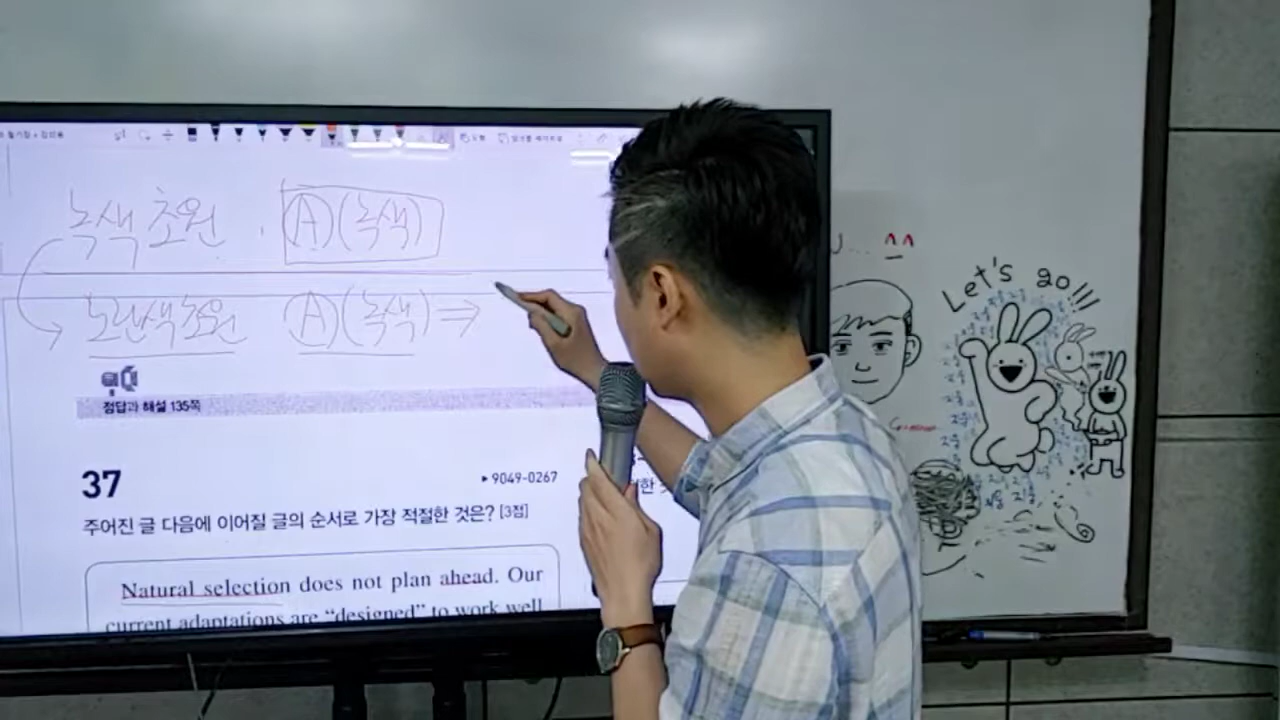 녹색 초원 . Ⓐ(녹색)
노란색초원 Ⓐ(녹색) ⇒
정답과 해설 135쪽
37
▸ 9049-0267
주어진 글 다음에 이어질 글의 순서로 가장 적절한 것은? [3점]
Natural selection does not plan ahead. Our
current adaptations are “designed” to work well
^^
Let's go!!!